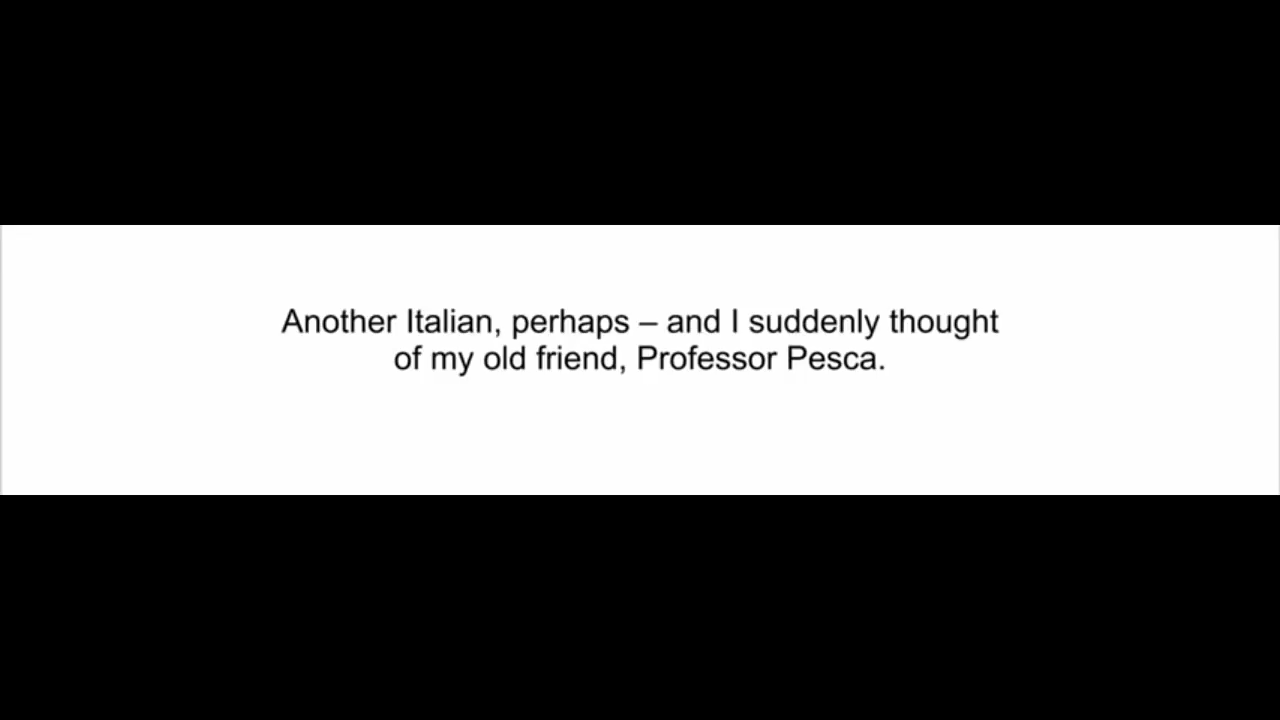 Another Italian, perhaps – and I suddenly thought
of my old friend, Professor Pesca.